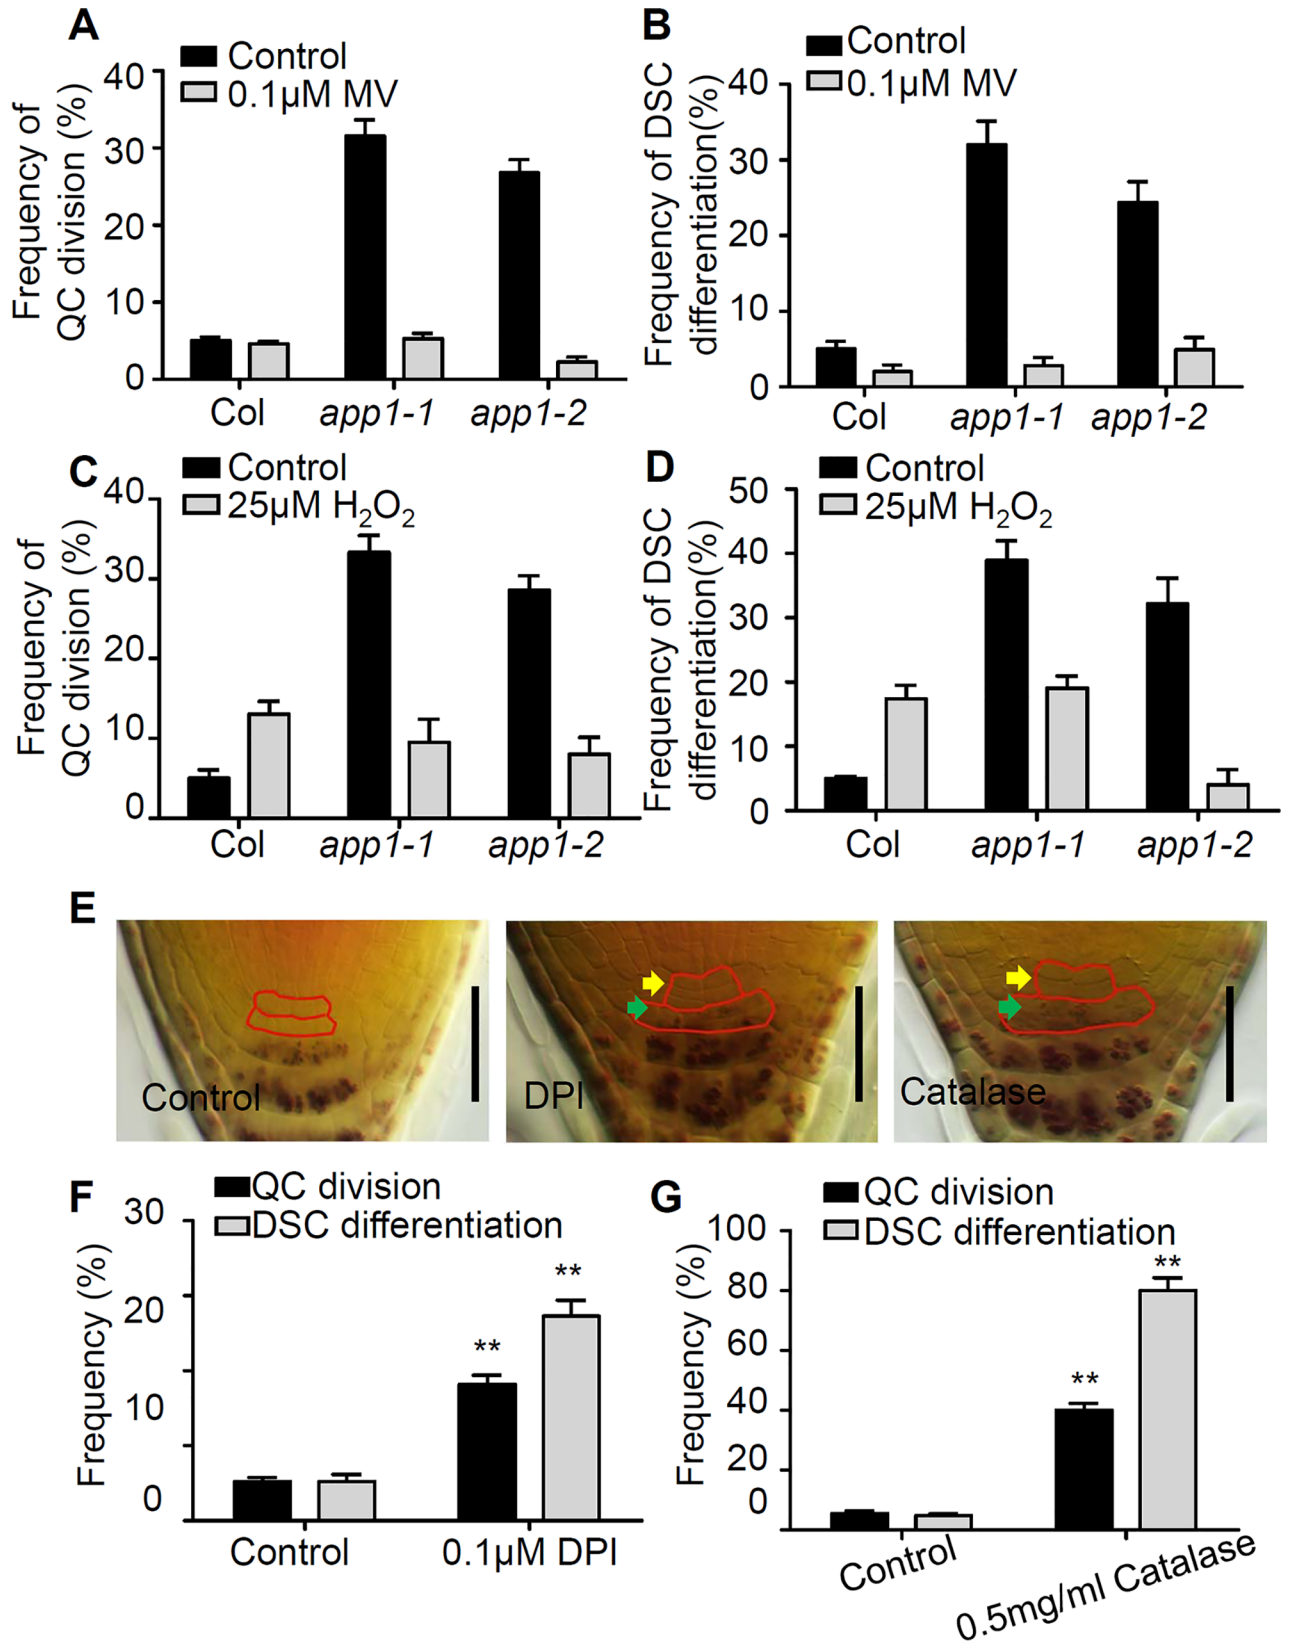 A
Control
0.1µM MV
Frequency of
QC division (%)
40
30
20
10
0
Col
app1-1
app1-2
B
Control
0.1µM MV
Frequency of DSC
differentiation(%)
40
30
20
10
0
Col
app1-1
app1-2
C
Control
25µM H₂O₂
Frequency of
QC division (%)
40
30
20
10
0
Col
app1-1
app1-2
D
Control
25µM H₂O₂
Frequency of DSC
differentiation(%)
50
40
30
20
10
0
Col
app1-1
app1-2
E
Control
DPI
Catalase
F
QC division
DSC differentiation
Frequency (%)
30
20
10
0
**
**
Control
0.1µM DPI
G
QC division
DSC differentiation
Frequency (%)
100
80
60
40
20
0
**
**
Control
0.5mg/ml Catalase